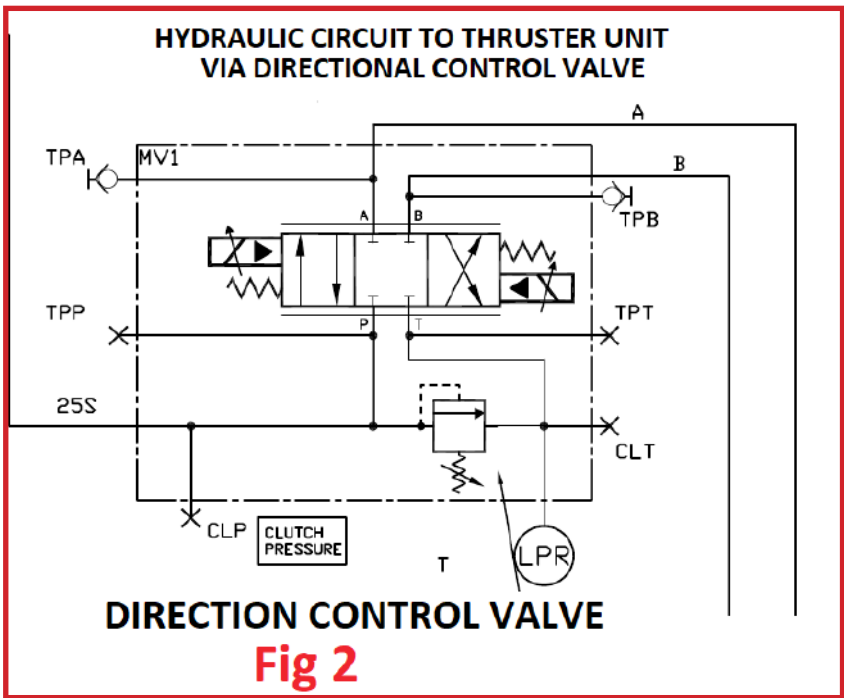 HYDRAULIC CIRCUIT TO THRUSTER UNIT
VIA DIRECTIONAL CONTROL VALVE
A
TPA
MV1
B
A
B
TPB
TPP
P
T
TPT
25S
CLT
CLP
CLUTCH
PRESSURE
T
LPR
DIRECTION CONTROL VALVE
Fig 2